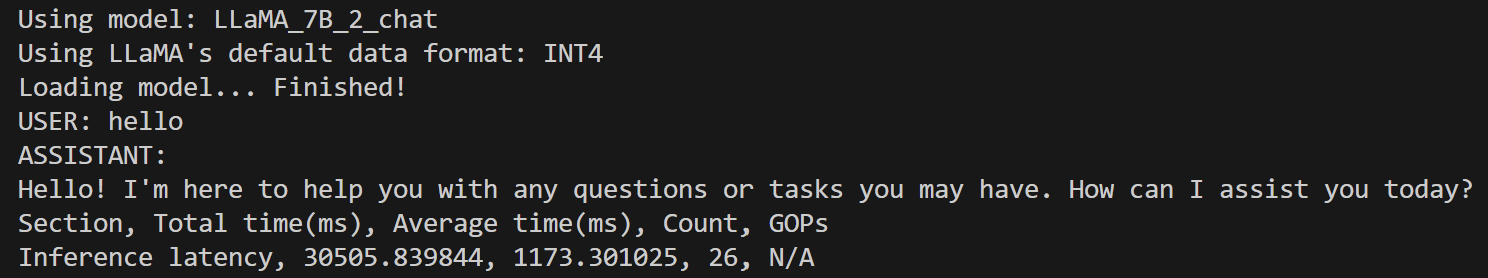 Using model: LLaMA_7B_2_chat
Using LLaMA's default data format: INT4
Loading model... Finished!
USER: hello
ASSISTANT:
Hello! I'm here to help you with any questions or tasks you may have. How can I assist you today?
Section, Total time(ms), Average time(ms), Count, GOPs
Inference latency, 30505.839844, 1173.301025, 26, N/A